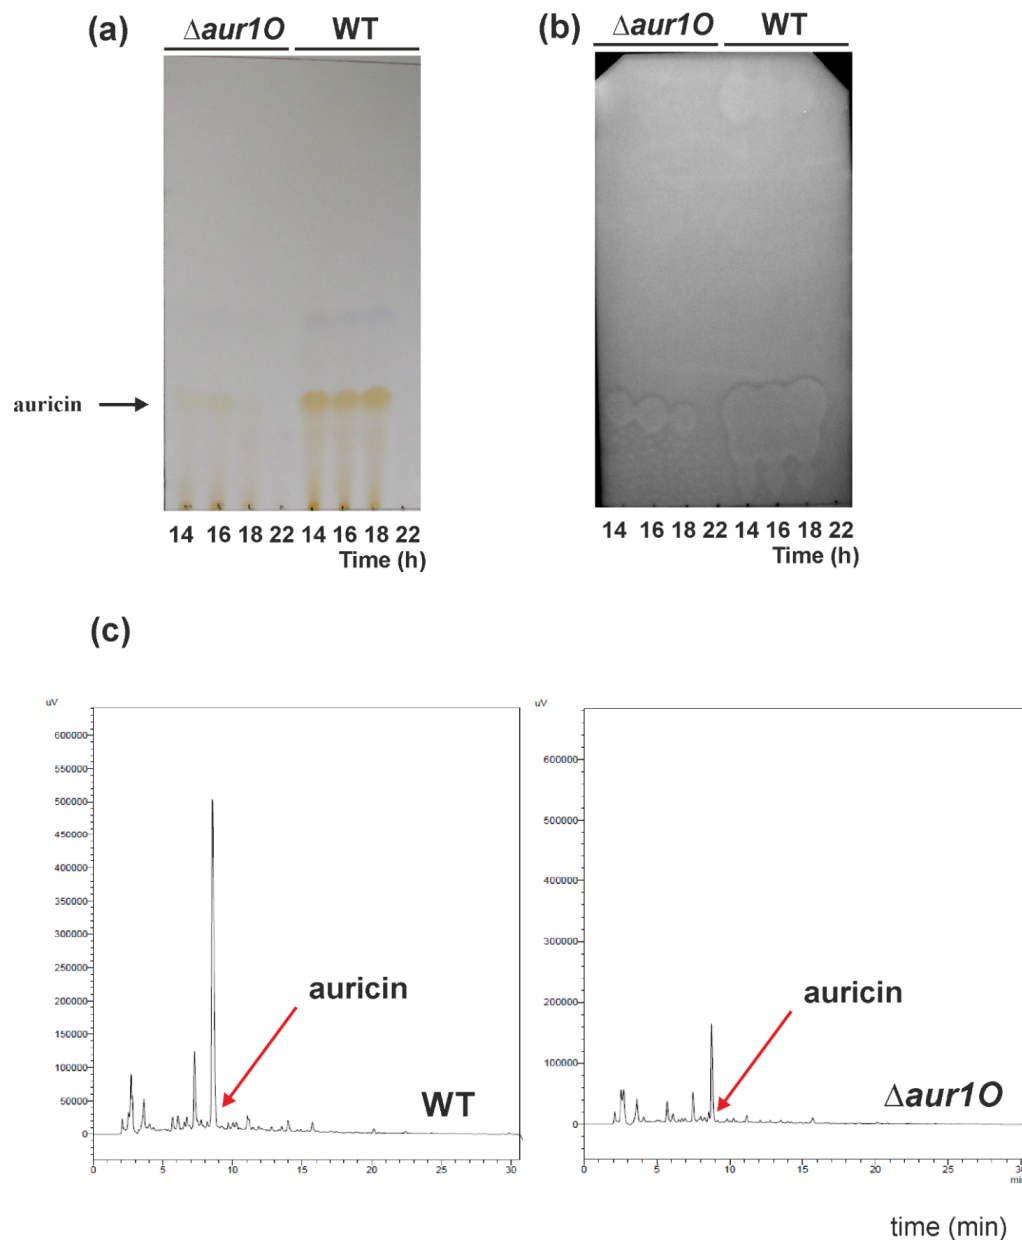 (a)
Δaur1O WT
auricin
14 16 18 22 14 16 18 22
Time (h)
(b)
Δaur1O WT
14 16 18 22 14 16 18 22
Time (h)
(c)
uV
600000
550000
500000
450000
400000
350000
300000
250000
200000
150000
100000
50000
0
auricin
WT
0 5 10 15 20 25 30
uV
600000
500000
400000
300000
200000
100000
0
auricin
Δaur1O
0 5 10 15 20 25 30
time (min)